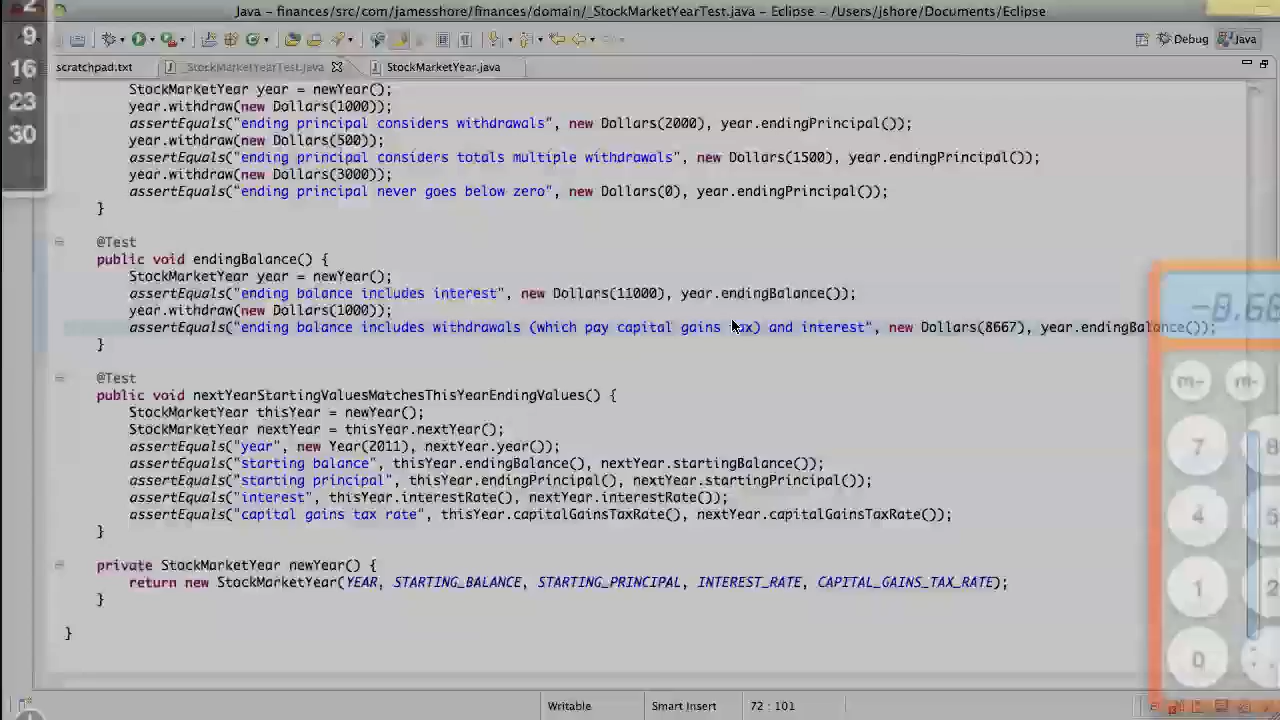 Java – finances/src/com/jamesshore/finances/domain/_StockMarketYearTest.java – Eclipse – /Users/jshore/Documents/Eclipse
2
9
16
23
30
Debug
Java
scratchpad.txt
_StockMarketYearTest.java
StockMarketYear.java
StockMarketYear year = newYear();
year.withdraw(new Dollars(1000));
assertEquals("ending principal considers withdrawals", new Dollars(2000), year.endingPrincipal());
year.withdraw(new Dollars(500));
assertEquals("ending principal considers totals multiple withdrawals", new Dollars(1500), year.endingPrincipal());
year.withdraw(new Dollars(3000));
assertEquals("ending principal never goes below zero", new Dollars(0), year.endingPrincipal());
}
@Test
public void endingBalance() {
StockMarketYear year = newYear();
assertEquals("ending balance includes interest", new Dollars(11000), year.endingBalance());
year.withdraw(new Dollars(1000));
assertEquals("ending balance includes withdrawals (which pay capital gains tax) and interest", new Dollars(8667), year.endingBalance());
}
@Test
public void nextYearStartingValuesMatchesThisYearEndingValues() {
StockMarketYear thisYear = newYear();
StockMarketYear nextYear = thisYear.nextYear();
assertEquals("year", new Year(2011), nextYear.year());
assertEquals("starting balance", thisYear.endingBalance(), nextYear.startingBalance());
assertEquals("starting principal", thisYear.endingPrincipal(), nextYear.startingPrincipal());
assertEquals("interest", thisYear.interestRate(), nextYear.interestRate());
assertEquals("capital gains tax rate", thisYear.capitalGainsTaxRate(), nextYear.capitalGainsTaxRate());
}
private StockMarketYear newYear() {
return new StockMarketYear(YEAR, STARTING_BALANCE, STARTING_PRINCIPAL, INTEREST_RATE, CAPITAL_GAINS_TAX_RATE);
}
}
m+ m-
7 8
4 5
1 2
0
Writable
Smart Insert
72 : 101